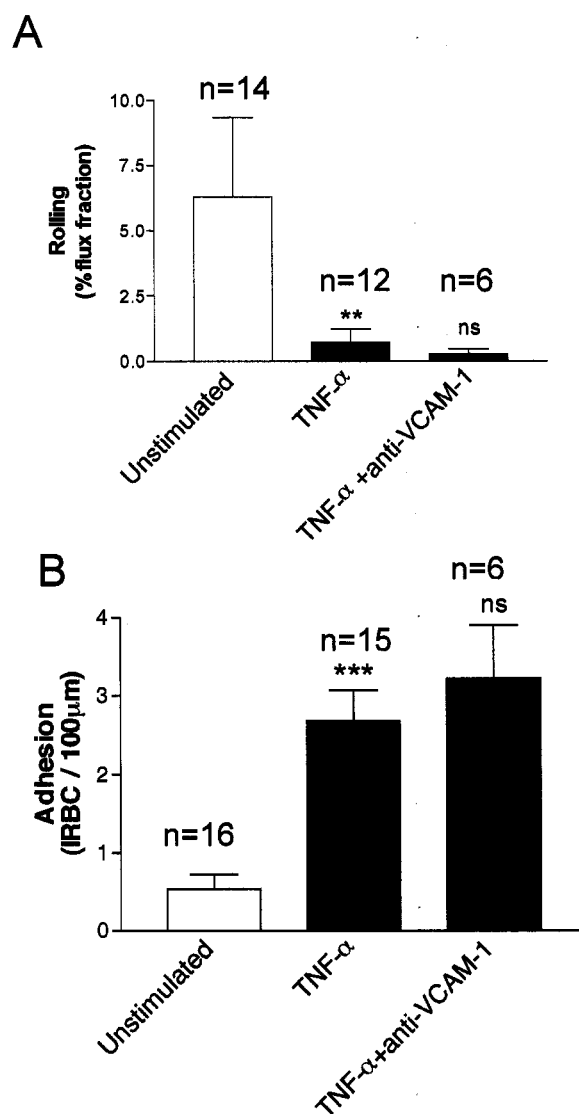 A
n=14
10.0
7.5
5.0
2.5
0.0
Rolling
(%flux fraction)
n=12
n=6
**
ns
Unstimulated
TNF-α
TNF-α +anti-VCAM-1
B
n=6
ns
n=15
***
n=16
4
3
2
1
0
Adhesion
(IRBC / 100μm)
Unstimulated
TNF-α
TNF-α+anti-VCAM-1